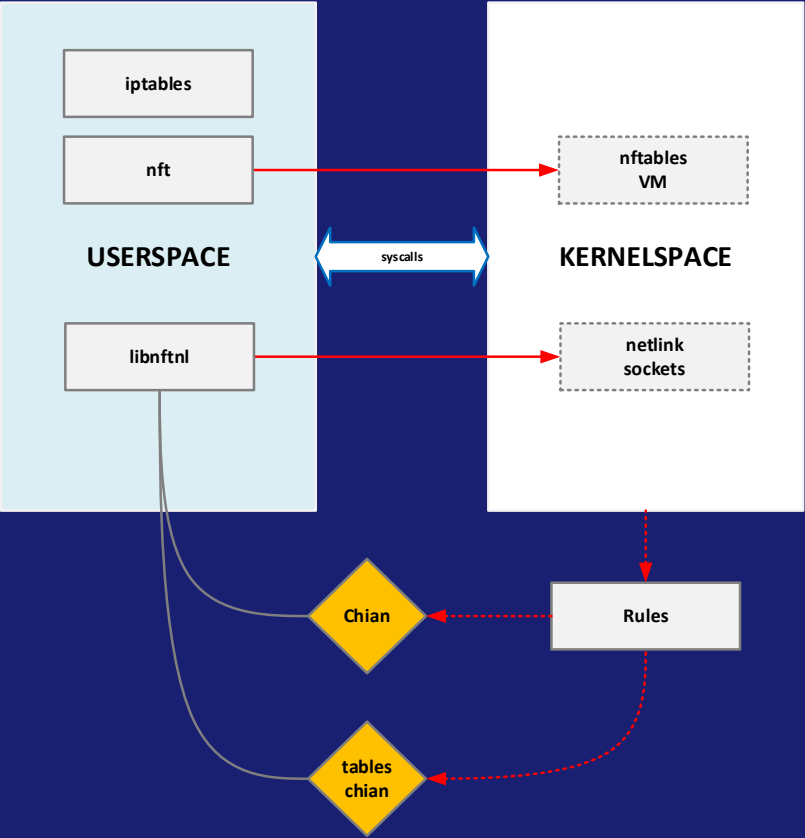 iptables
nft
nftables
VM
USERSPACE
syscalls
KERNELSPACE
libnftnl
netlink
sockets
Chian
Rules
tables
chian